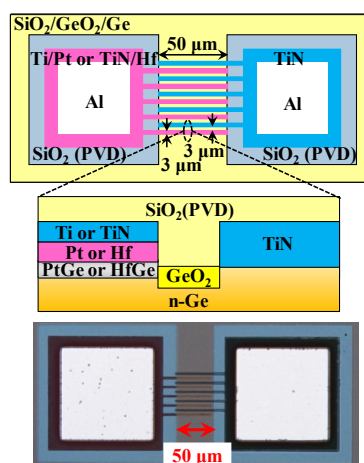 SiO₂/GeO₂/Ge
50 µm
Ti/Pt or TiN/Hf
TiN
Al
Al
SiO₂ (PVD)
3 µm
3 µm
SiO₂ (PVD)
SiO₂(PVD)
Ti or TiN
Pt or Hf
PtGe or HfGe
GeO₂
TiN
n-Ge
50 µm